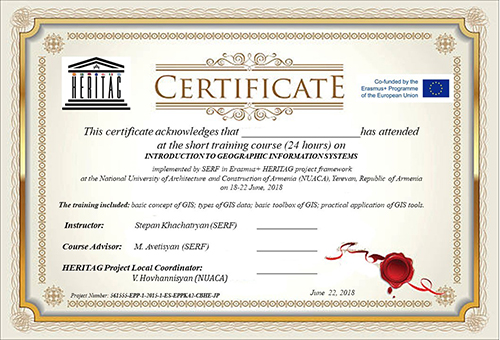 HERITAG
CERTIFICATE
Co-funded by the
Erasmus+ Programme
of the European Union
This certificate acknowledges that ____________________ has attended
at the short training course (24 hours) on
INTRODUCTION TO GEOGRAPHIC INFORMATION SYSTEMS
implemented by SERF in Erasmus+ HERITAG project framework
at the National University of Architecture and Construction of Armenia (NUACA), Yerevan, Republic of Armenia
on 18-22 June, 2018
The training included: basic concept of GIS; types of GIS data; basic toolbox of GIS; practical application of GIS tools.
Instructor: Stepan Khachatryan (SERF) ____________
Course Advisor: M. Avetisyan (SERF) ____________
HERITAG Project Local Coordinator:
V. Hovhannisyan (NUACA) ____________
Project Number: 561555-EPP-1-2015-1-ES-EPPKA2-CBHE-JP
June 22, 2018